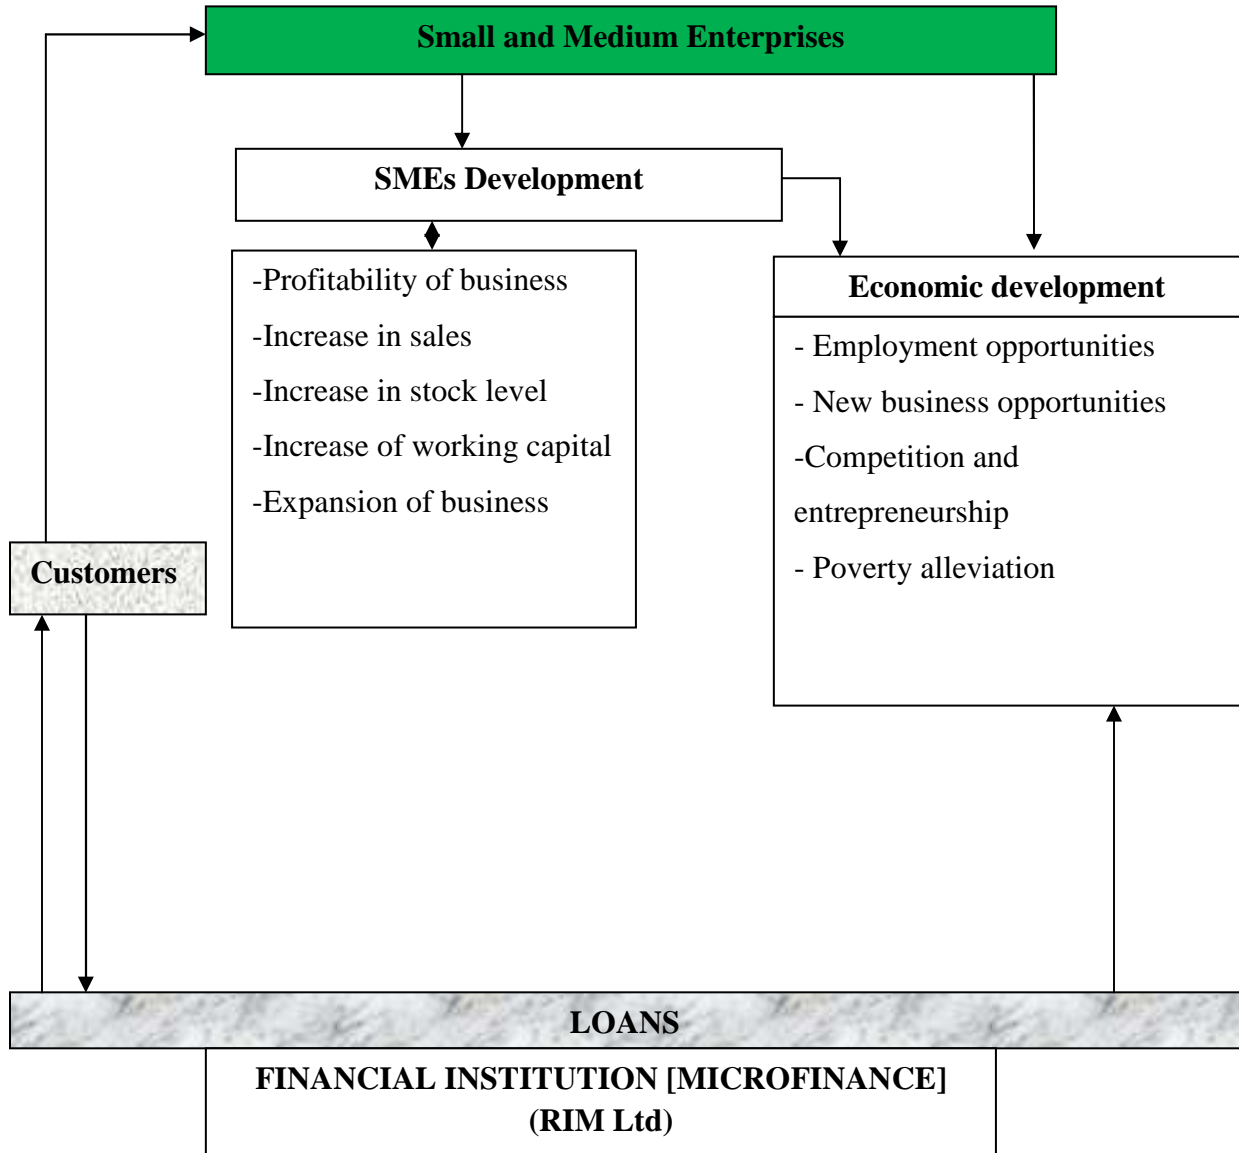 Small and Medium Enterprises
SMEs Development
-Profitability of business
-Increase in sales
-Increase in stock level
-Increase of working capital
-Expansion of business
Economic development
- Employment opportunities
- New business opportunities
-Competition and
entrepreneurship
- Poverty alleviation
Customers
LOANS
FINANCIAL INSTITUTION [MICROFINANCE]
(RIM Ltd)